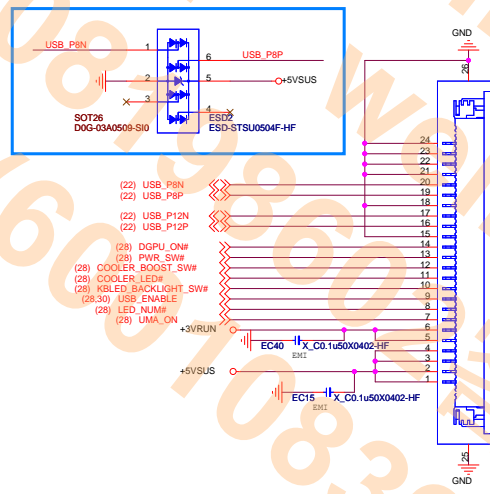 USB_P8N 1
6 USB_P8P
2 5 +5VSUS
3
4
SOT26 ESD2
D0G-03A0509-SI0 ESD-STSU0504F-HF
GND
26
24
23
22
21
(22) USB_P8N 20
(22) USB_P8P 19
18
(22) USB_P12N 17
(22) USB_P12P 16
15
(28) DGPU_ON# 14
(28) PWR_SW# 13
(28) COOLER_BOOST_SW# 12
(28) COOLER_LED# 11
(28) KBLED_BACKLIGHT_SW# 10
(28,30) USB_ENABLE 9
(28) LED_NUM# 8
(28) UMA_ON 7
+3VRUN 6
5
EC40 X_C0.1u50X0402-HF 4
EMI 3
+5VSUS 2
1
EC15 X_C0.1u50X0402-HF
EMI
25
GND